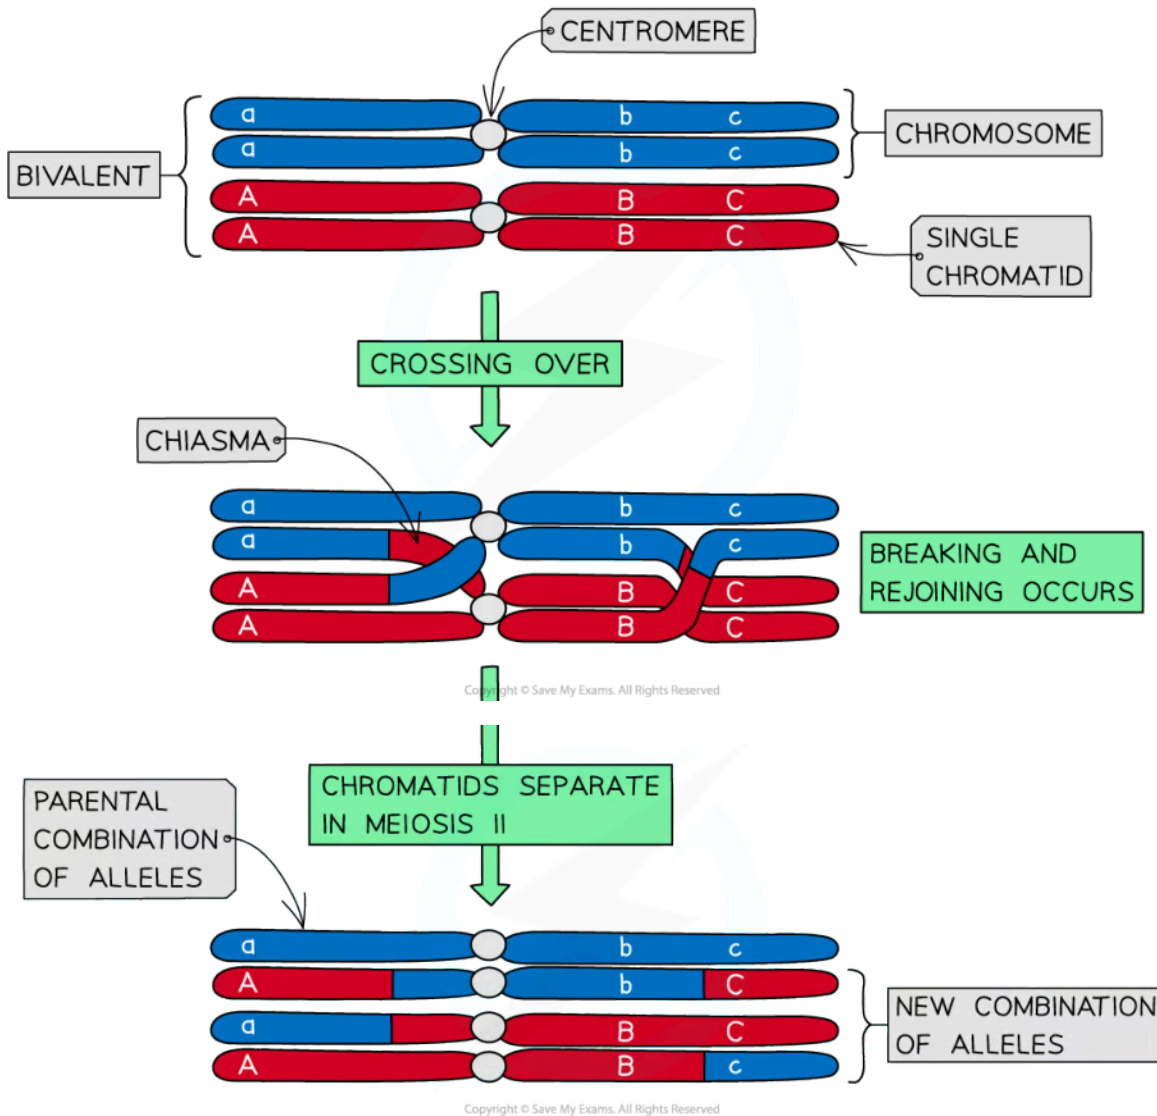 CENTROMERE
a b c
CHROMOSOME
a b c
BIVALENT
A B C
A B C
SINGLE
CHROMATID
CROSSING OVER
CHIASMA
a b c
a b c
BREAKING AND
REJOINING OCCURS
A B C
A B C
Copyright © Save My Exams. All Rights Reserved
CHROMATIDS SEPARATE
IN MEIOSIS II
PARENTAL
COMBINATION
OF ALLELES
a b c
A b C
NEW COMBINATION
OF ALLELES
a B C
A B c
Copyright © Save My Exams. All Rights Reserved